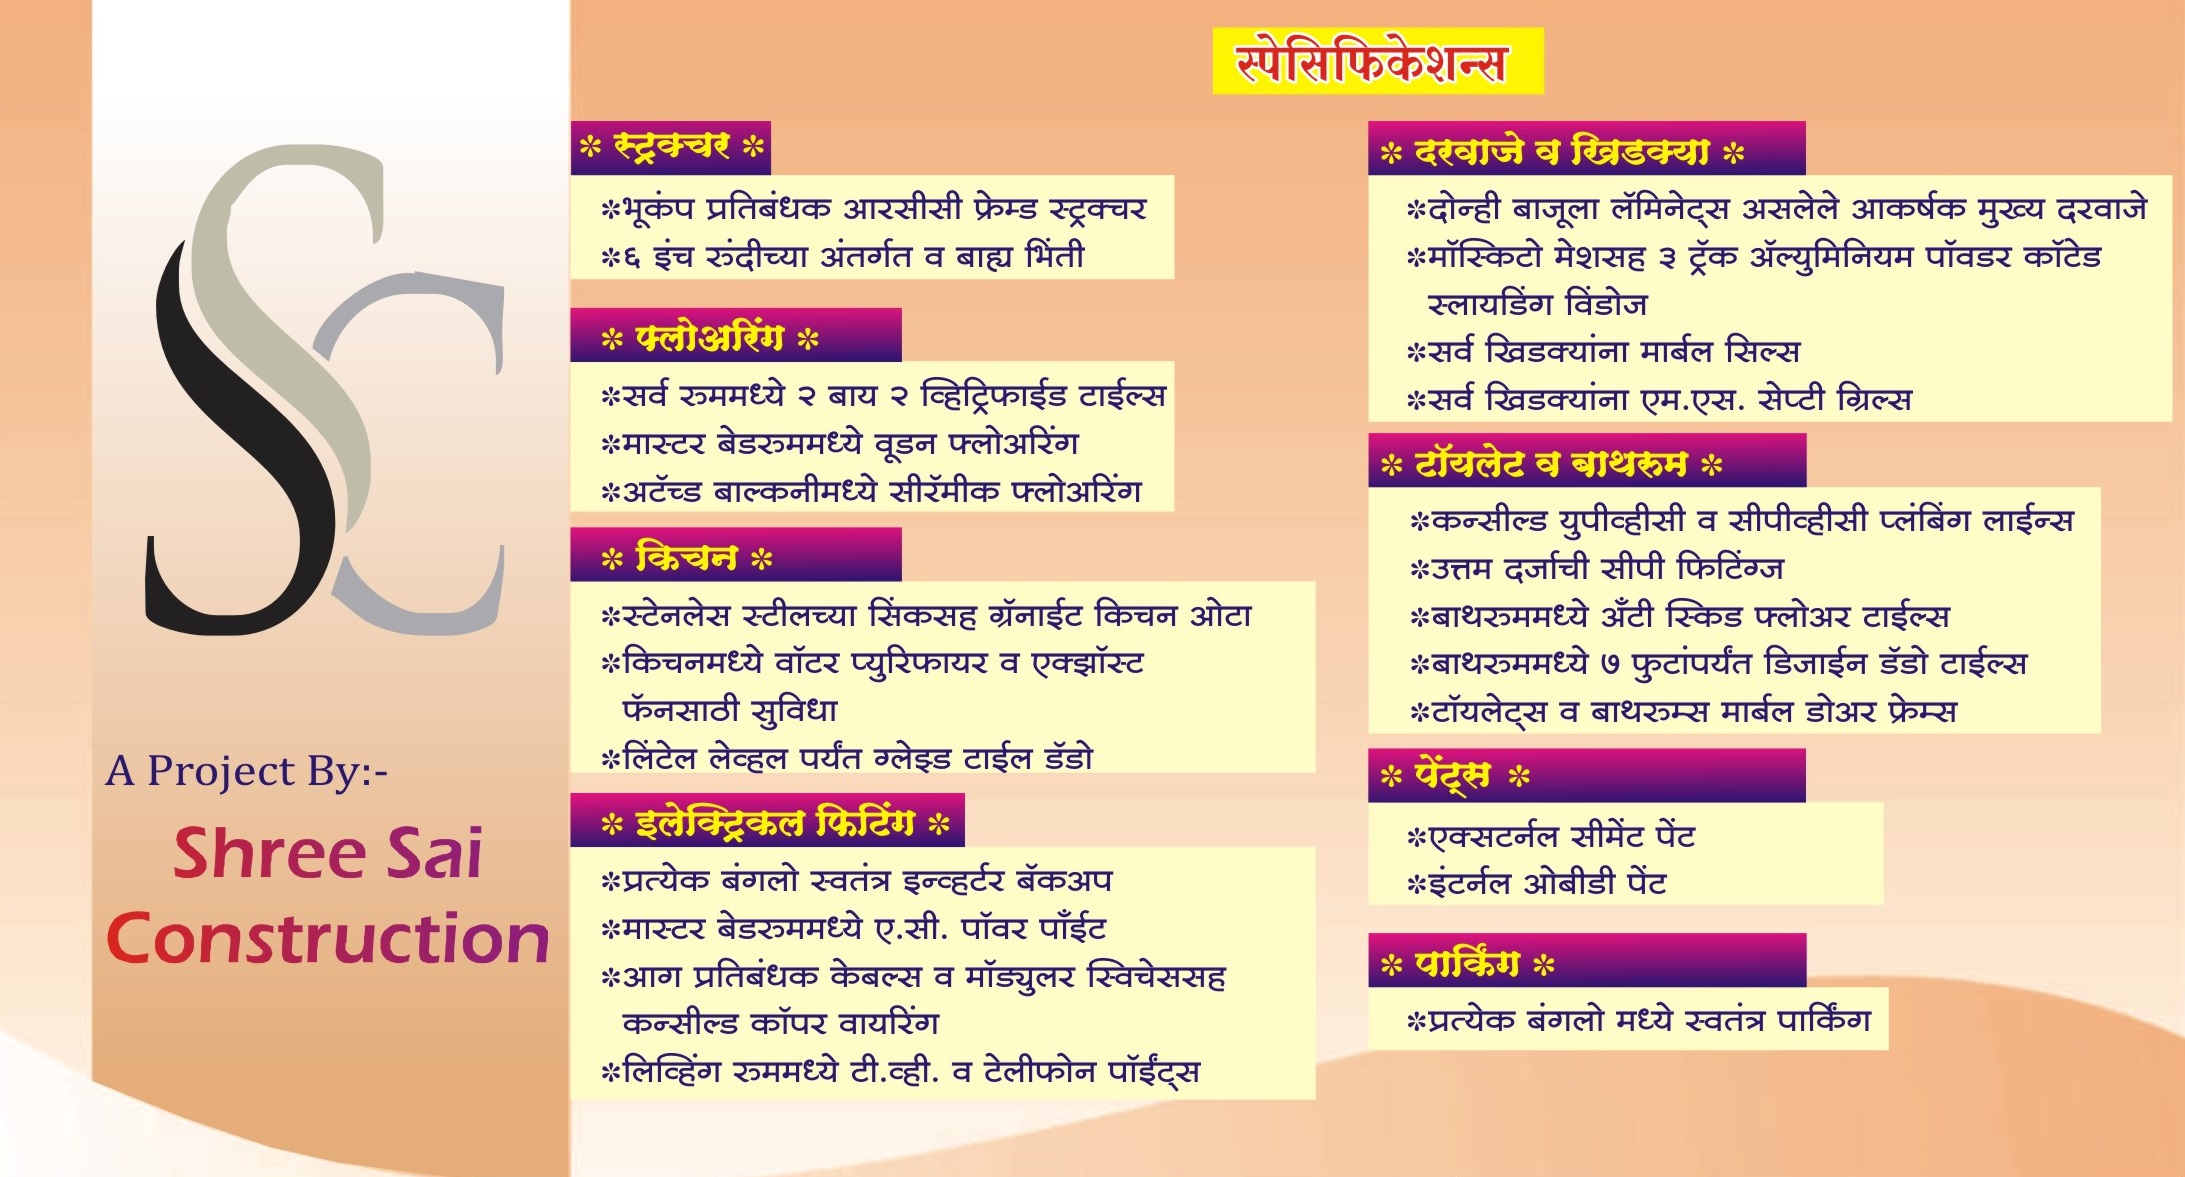 स्पेसिफिकेशन्स
A Project By:-
Shree Sai
Construction
* स्ट्रक्चर *
*भूकंप प्रतिबंधक आरसीसी फ्रेम्ड स्ट्रक्चर
*६ इंच रुंदीच्या अंतर्गत व बाह्य भिंती
* फ्लोअरिंग *
*सर्व रुममध्ये २ बाय २ व्हिट्रिफाईड टाईल्स
*मास्टर बेडरुममध्ये वूडन फ्लोअरिंग
*अटॅच्ड बाल्कनीमध्ये सीरॅमीक फ्लोअरिंग
* किचन *
*स्टेनलेस स्टीलच्या सिंकसह ग्रॅनाईट किचन ओटा
*किचनमध्ये वॉटर प्युरिफायर व एक्झॉस्ट
फॅनसाठी सुविधा
*लिंटेल लेव्हल पर्यंत ग्लेझ्ड टाईल डॅडो
* इलेक्ट्रिकल फिटिंग *
*प्रत्येक बंगलो स्वतंत्र इन्व्हर्टर बॅकअप
*मास्टर बेडरुममध्ये ए.सी. पॉवर पाँईट
*आग प्रतिबंधक केबल्स व मॉड्युलर स्विचेससह
कन्सील्ड कॉपर वायरिंग
*लिव्हिंग रुममध्ये टी.व्ही. व टेलीफोन पॉईंट्स
* दरवाजे व खिडक्या *
*दोन्ही बाजूला लॅमिनेट्स असलेले आकर्षक मुख्य दरवाजे
*मॉस्किटो मेशसह ३ ट्रॅक ॲल्युमिनियम पॉवडर कॉटेड
स्लायडिंग विंडोज
*सर्व खिडक्यांना मार्बल सिल्स
*सर्व खिडक्यांना एम.एस. सेप्टी ग्रिल्स
* टॉयलेट व बाथरुम *
*कन्सील्ड युपीव्हीसी व सीपीव्हीसी प्लंबिंग लाईन्स
*उत्तम दर्जाची सीपी फिटिंग्ज
*बाथरुममध्ये अँटी स्किड फ्लोअर टाईल्स
*बाथरुममध्ये ७ फुटांपर्यंत डिजाईन डॅडो टाईल्स
*टॉयलेट्स व बाथरुम्स मार्बल डोअर फ्रेम्स
* पेंट्स *
*एक्सटर्नल सीमेंट पेंट
*इंटर्नल ओबीडी पेंट
* पार्किंग *
*प्रत्येक बंगलो मध्ये स्वतंत्र पार्किंग